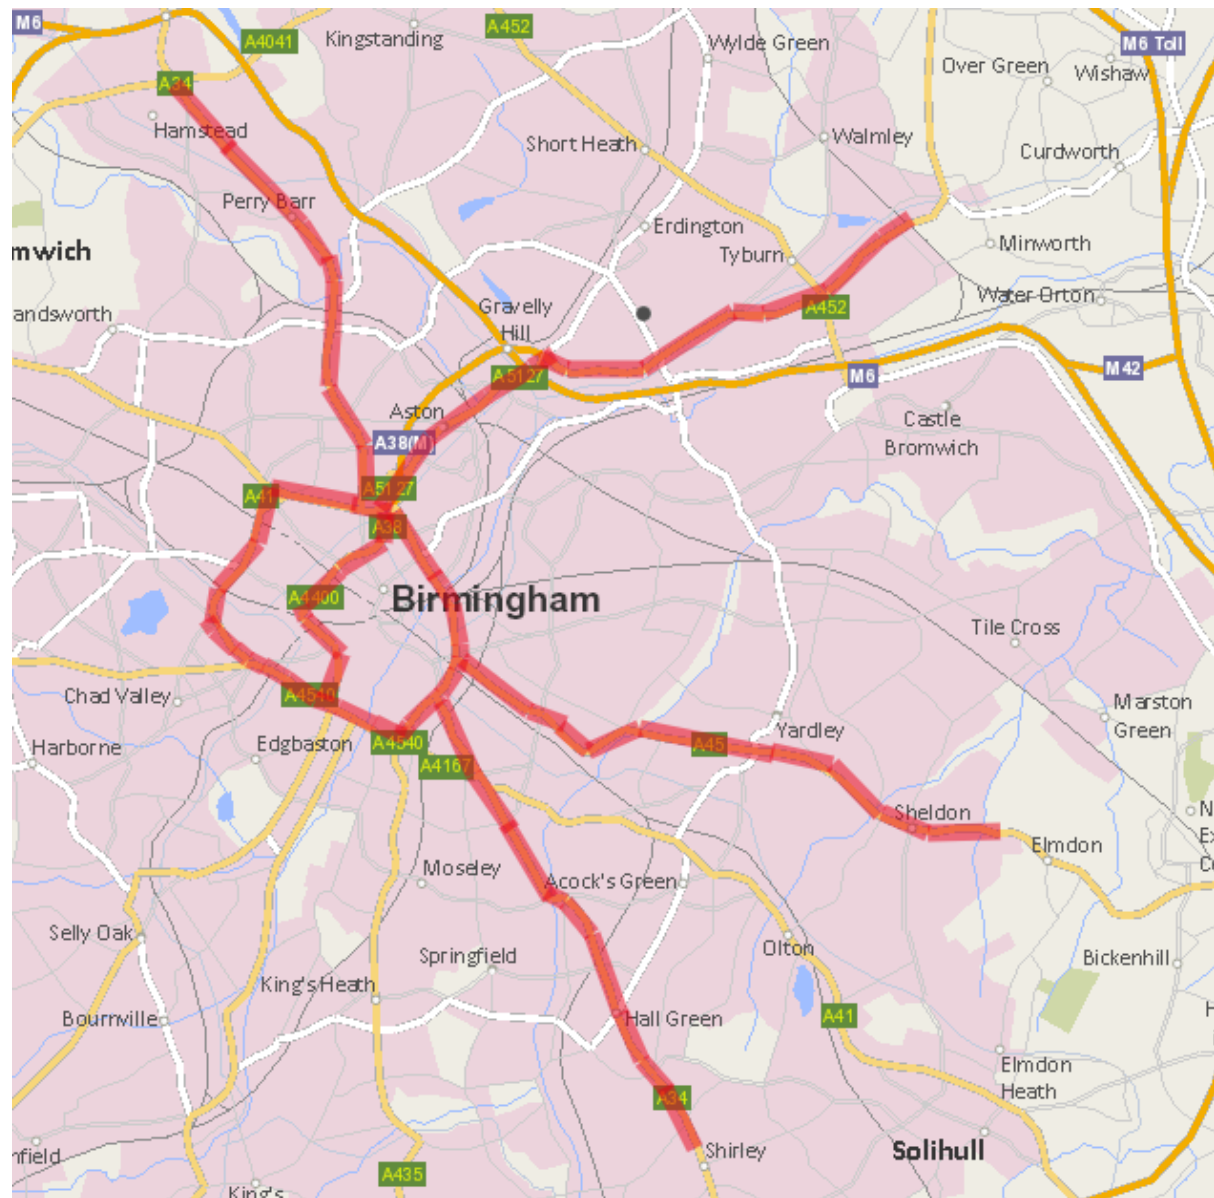 M6
A4041
Kingstanding
A452
Wylde Green
M6 Toll
Over Green
Wishaw
A34
Hamstead
Short Heath
Walmley
Curdworth
Perry Barr
Erdington
Minworth
mwich
Tyburn
Water Orton
andsworth
Gravelly
Hill
A452
A5127
M6
M 42
Aston
A38(M)
Castle
Bromwich
A41
A5127
A38
A4400
Birmingham
Tile Cross
Chad Valley
A4540
Marston
Green
Harborne
Edgbaston
A4540
A45
Yardley
A4167
Sheldon
N
Ex
Co
Elmdon
Moseley
Acock's Green
Selly Oak
Springfield
Olton
Bickenhill
King's Heath
Bournville
Hall Green
A41
H
Elmdon
Heath
A34
nfield
Shirley
Solihull
A435
King's